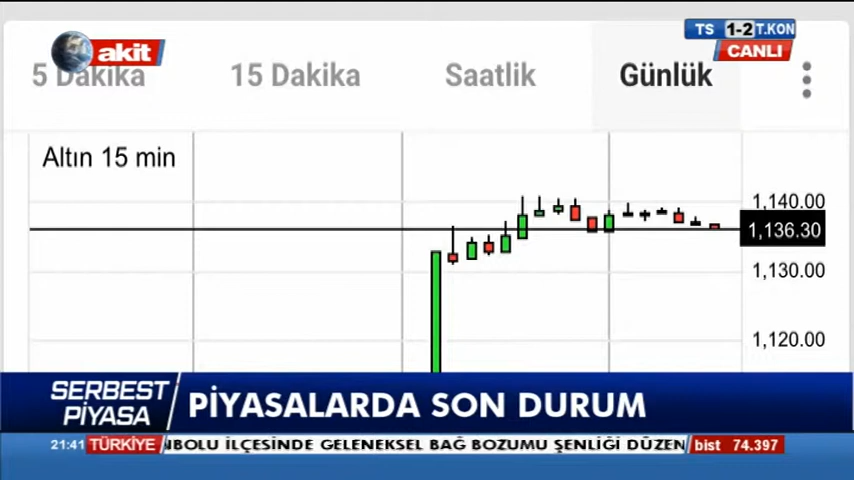 TS 1-2 T.KON
akit
CANLI
5 Dakika
15 Dakika
Saatlik
Günlük
Altın 15 min
1,140.00
1,136.30
1,130.00
1,120.00
SERBEST
PİYASA
PİYASALARDA SON DURUM
21:41 TÜRKİYE NBOLU İLÇESİNDE GELENEKSEL BAĞ BOZUMU ŞENLİĞİ DÜZEN bist 74.397